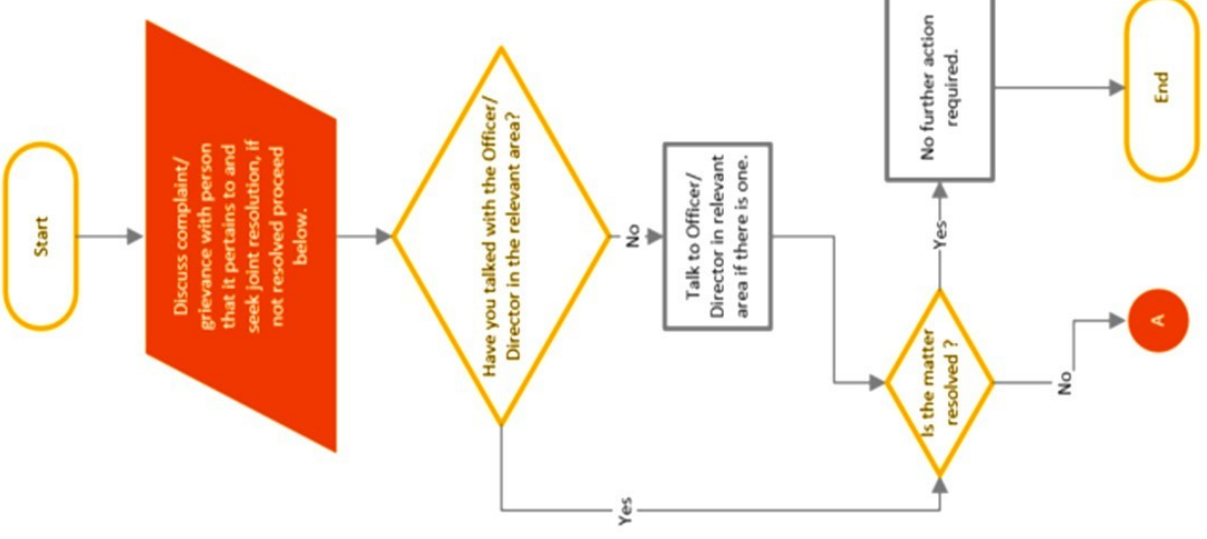 Start
Discuss complaint/
grievance with person
that it pertains to and
seek joint resolution, if
not resolved proceed
below.
Have you talked with the Officer/
Director in the relevant area?
No
Talk to Officer/
Director in relevant
area if there is one.
Yes
Is the matter
resolved ?
Yes
No further action
required.
No
A
End